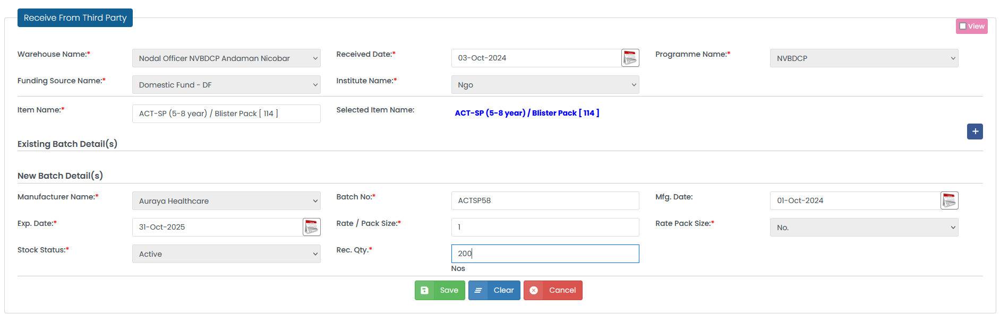 Receive From Third Party
View
Warehouse Name:* Nodal Officer NVBDCP Andaman Nicobar Received Date:* 03-Oct-2024 Programme Name:* NVBDCP
Funding Source Name:* Domestic Fund - DF Institute Name:* Ngo
Item Name:* ACT-SP (5-8 year) / Blister Pack [ 114 ] Selected Item Name: ACT-SP (5-8 year) / Blister Pack [ 114 ]
+
Existing Batch Detail(s)
New Batch Detail(s)
Manufacturer Name:* Auraya Healthcare Batch No:* ACTSP58 Mfg. Date: 01-Oct-2024
Exp. Date:* 31-Oct-2025 Rate / Pack Size:* 1 Rate Pack Size:* No.
Stock Status:* Active Rec. Qty.* 200
Nos
Save Clear Cancel